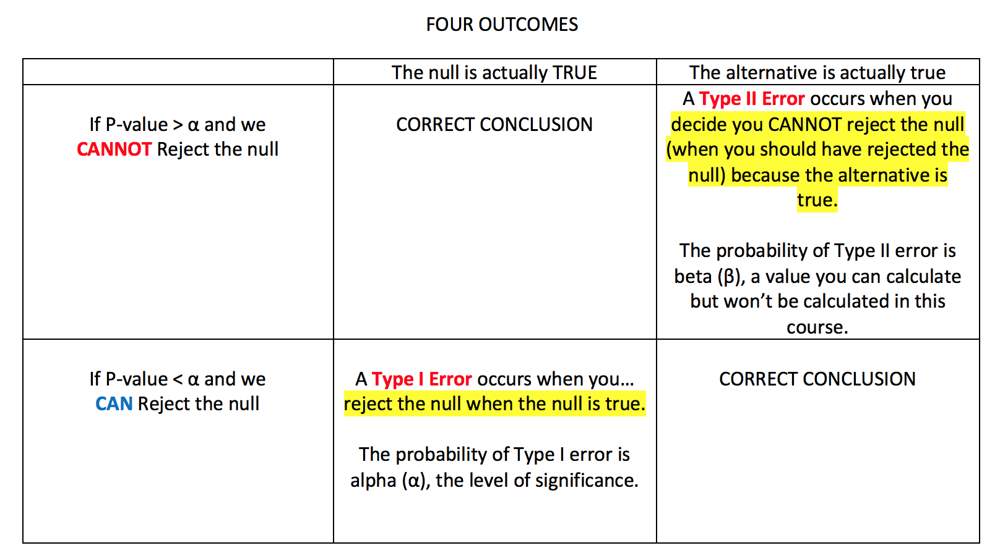 FOUR OUTCOMES
The null is actually TRUE
The alternative is actually true
If P-value > α and we
CANNOT Reject the null
CORRECT CONCLUSION
A Type II Error occurs when you
decide you CANNOT reject the null
(when you should have rejected the
null) because the alternative is
true.
The probability of Type II error is
beta (β), a value you can calculate
but won’t be calculated in this
course.
If P-value < α and we
CAN Reject the null
A Type I Error occurs when you...
reject the null when the null is true.
The probability of Type I error is
alpha (α), the level of significance.
CORRECT CONCLUSION